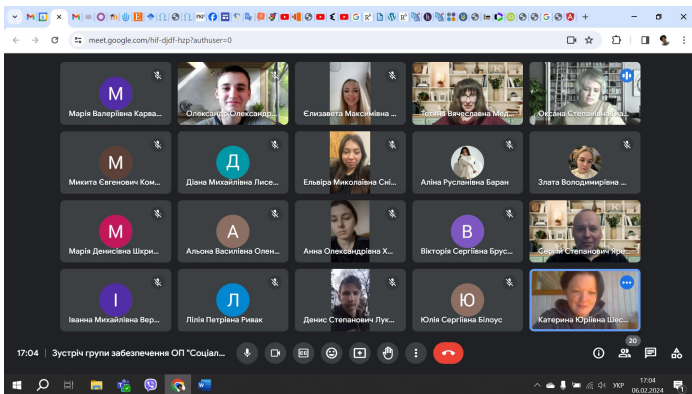 meet.google.com/hif-djdf-hzp?authuser=0
М
Марія Валеріївна Карва...
Олександр Олександр...
Єлизавета Максимівна ...
Тетяна Вячеславна Мед...
Оксана Степанівна
М
Микита Євгенович Ком...
Д
Діана Михайлівна Лисе...
Ельвіра Миколаївна Сні...
Аліна Русланівна Баран
Злата Володимирівна ...
М
Марія Денисівна Шкри...
А
Альона Василівна Олен...
Анна Олександрівна Х...
В
Вікторія Сергіївна Брус...
Сергій Степанович Яре...
І
Іванна Михайлівна Вер...
Л
Лілія Петрівна Ривак
Денис Степанович Лук...
Ю
Юлія Сергіївна Білоус
Катерина Юріївна Шес...
17:04 | Зустріч групи забезпечення ОП "Соціал...
20
УКР
17:04
06.02.2024